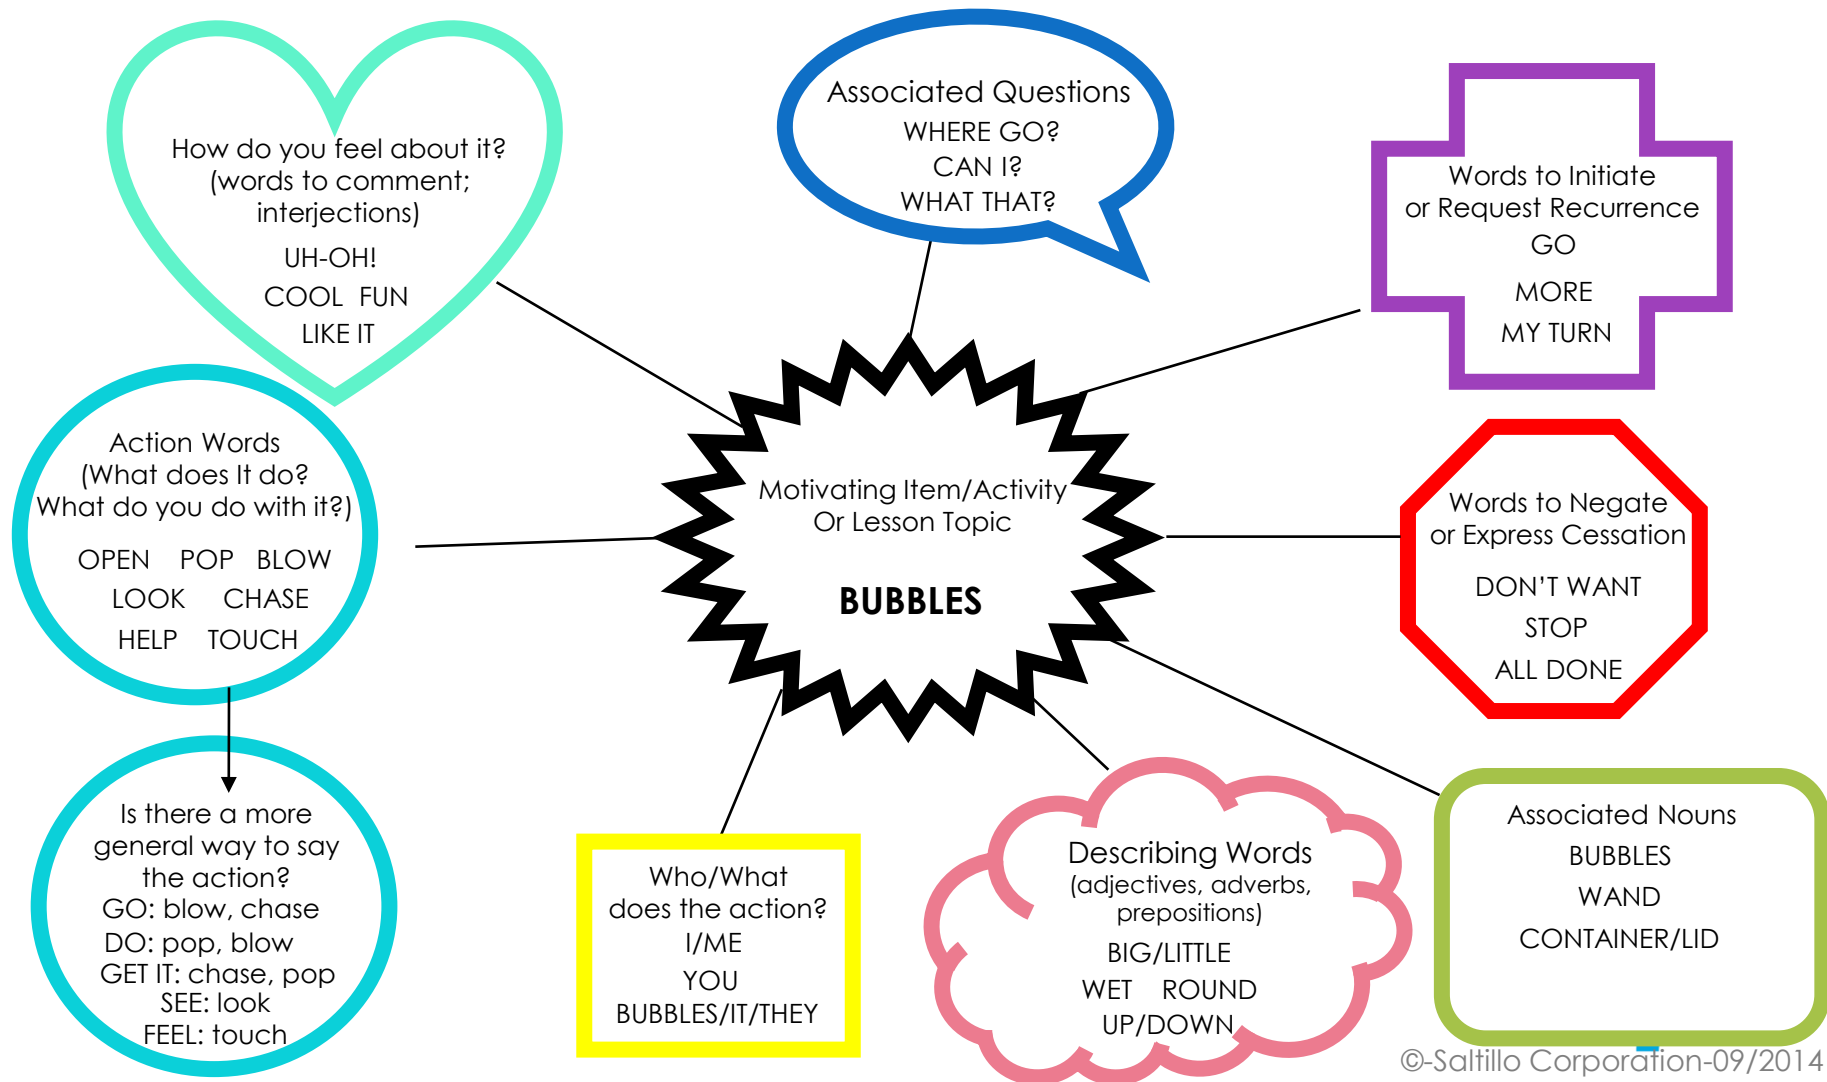 How do you feel about it?
(words to comment;
interjections)
UH-OH!
COOL FUN
LIKE IT
Associated Questions
WHERE GO?
CAN I?
WHAT THAT?
Words to Initiate
or Request Recurrence
GO
MORE
MY TURN
Action Words
(What does It do?
What do you do with it?)
OPEN POP BLOW
LOOK CHASE
HELP TOUCH
Motivating Item/Activity
Or Lesson Topic
BUBBLES
Words to Negate
or Express Cessation
DON'T WANT
STOP
ALL DONE
Is there a more
general way to say
the action?
GO: blow, chase
DO: pop, blow
GET IT: chase, pop
SEE: look
FEEL: touch
Who/What
does the action?
I/ME
YOU
BUBBLES/IT/THEY
Describing Words
(adjectives, adverbs,
prepositions)
BIG/LITTLE
WET ROUND
UP/DOWN
Associated Nouns
BUBBLES
WAND
CONTAINER/LID
©-Saltillo Corporation-09/2014